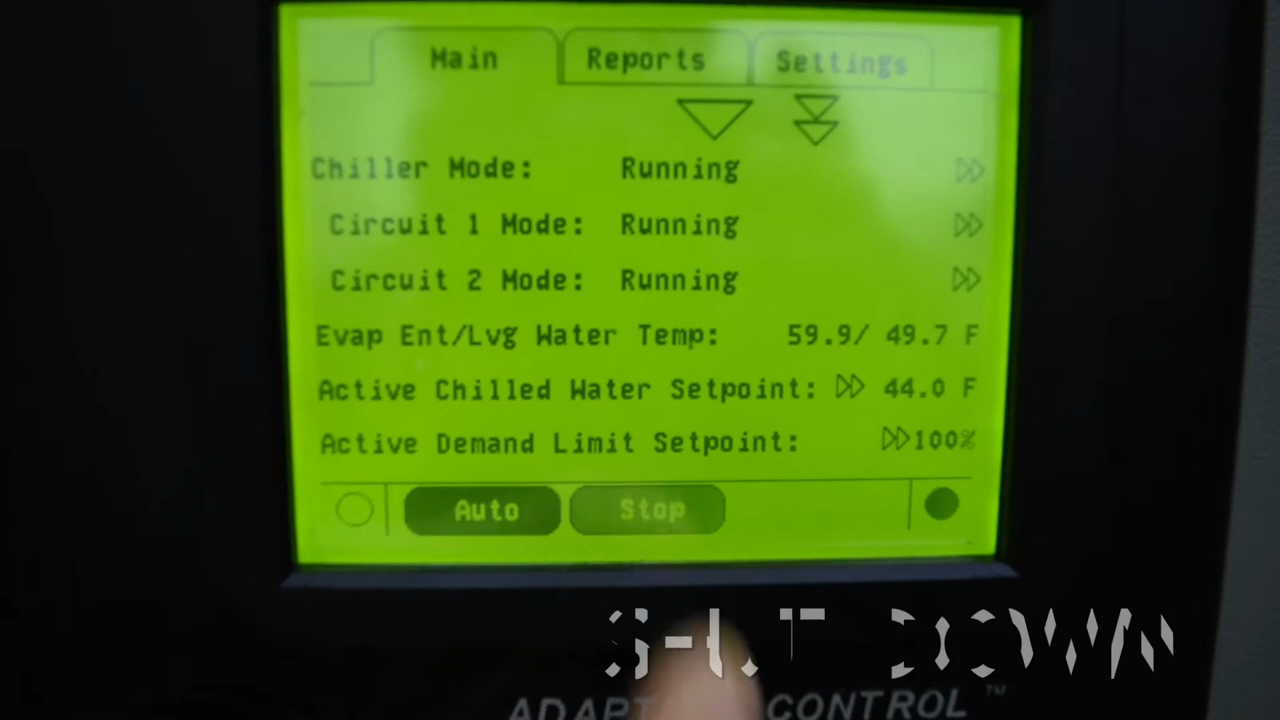 Main Reports Settings
Chiller Mode: Running
Circuit 1 Mode: Running
Circuit 2 Mode: Running
Evap Ent/Lvg Water Temp: 59.9/ 49.7 F
Active Chilled Water Setpoint: 44.0 F
Active Demand Limit Setpoint: 100%
Auto Stop
SHUT DOWN
CONTROL™